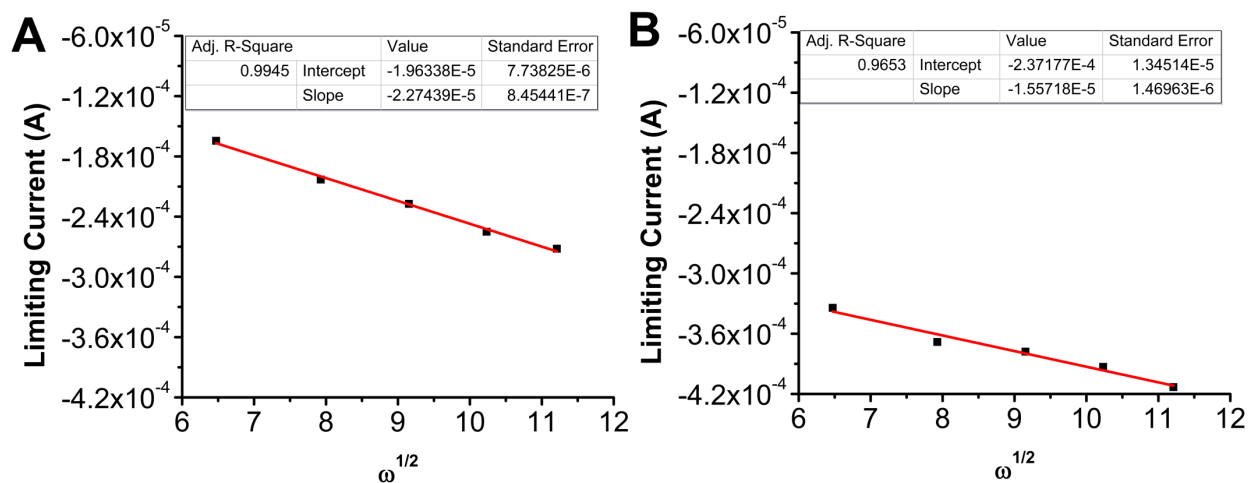 A
Limiting Current (A)
-6.0x10⁻⁵
-1.2x10⁻⁴
-1.8x10⁻⁴
-2.4x10⁻⁴
-3.0x10⁻⁴
-3.6x10⁻⁴
-4.2x10⁻⁴
Adj. R-Square Value Standard Error
0.9945 Intercept -1.96338E-5 7.73825E-6
Slope -2.27439E-5 8.45441E-7
6 7 8 9 10 11 12
ω^1/2
B
Limiting Current (A)
-6.0x10⁻⁵
-1.2x10⁻⁴
-1.8x10⁻⁴
-2.4x10⁻⁴
-3.0x10⁻⁴
-3.6x10⁻⁴
-4.2x10⁻⁴
Adj. R-Square Value Standard Error
0.9653 Intercept -2.37177E-4 1.34514E-5
Slope -1.55718E-5 1.46963E-6
6 7 8 9 10 11 12
ω^1/2